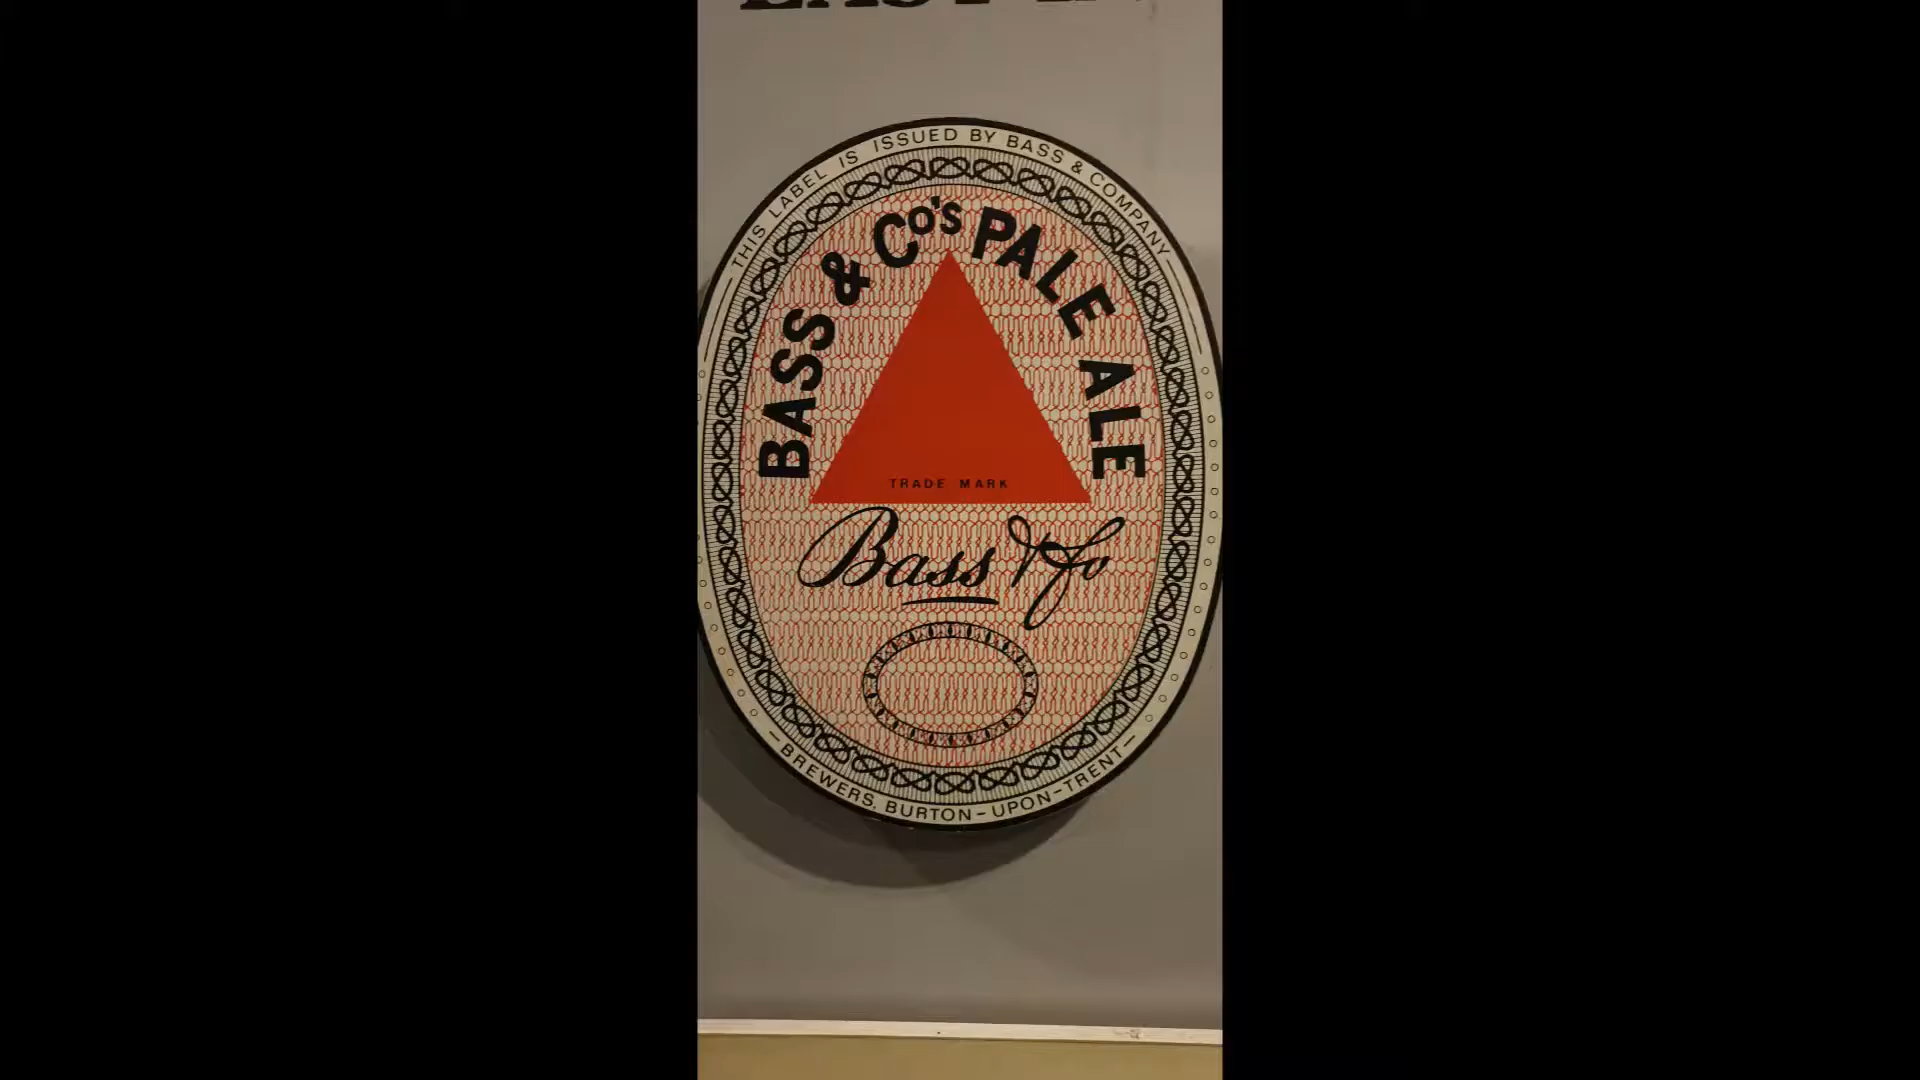 THIS LABEL IS ISSUED BY BASS & COMPANY
BASS & Co's PALE ALE
TRADE MARK
Bass & Co
BREWERS, BURTON-UPON-TRENT